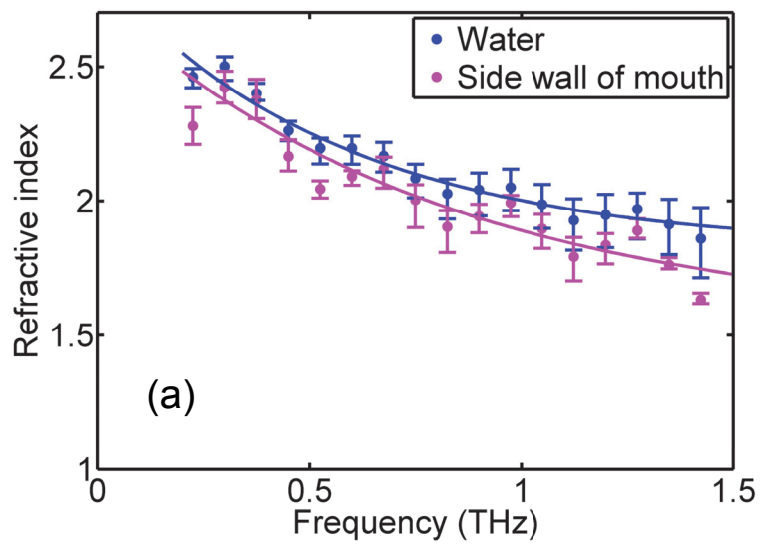 Water
Side wall of mouth
2.5
2
1.5
1
Refractive index
(a)
0
0.5
1
1.5
Frequency (THz)